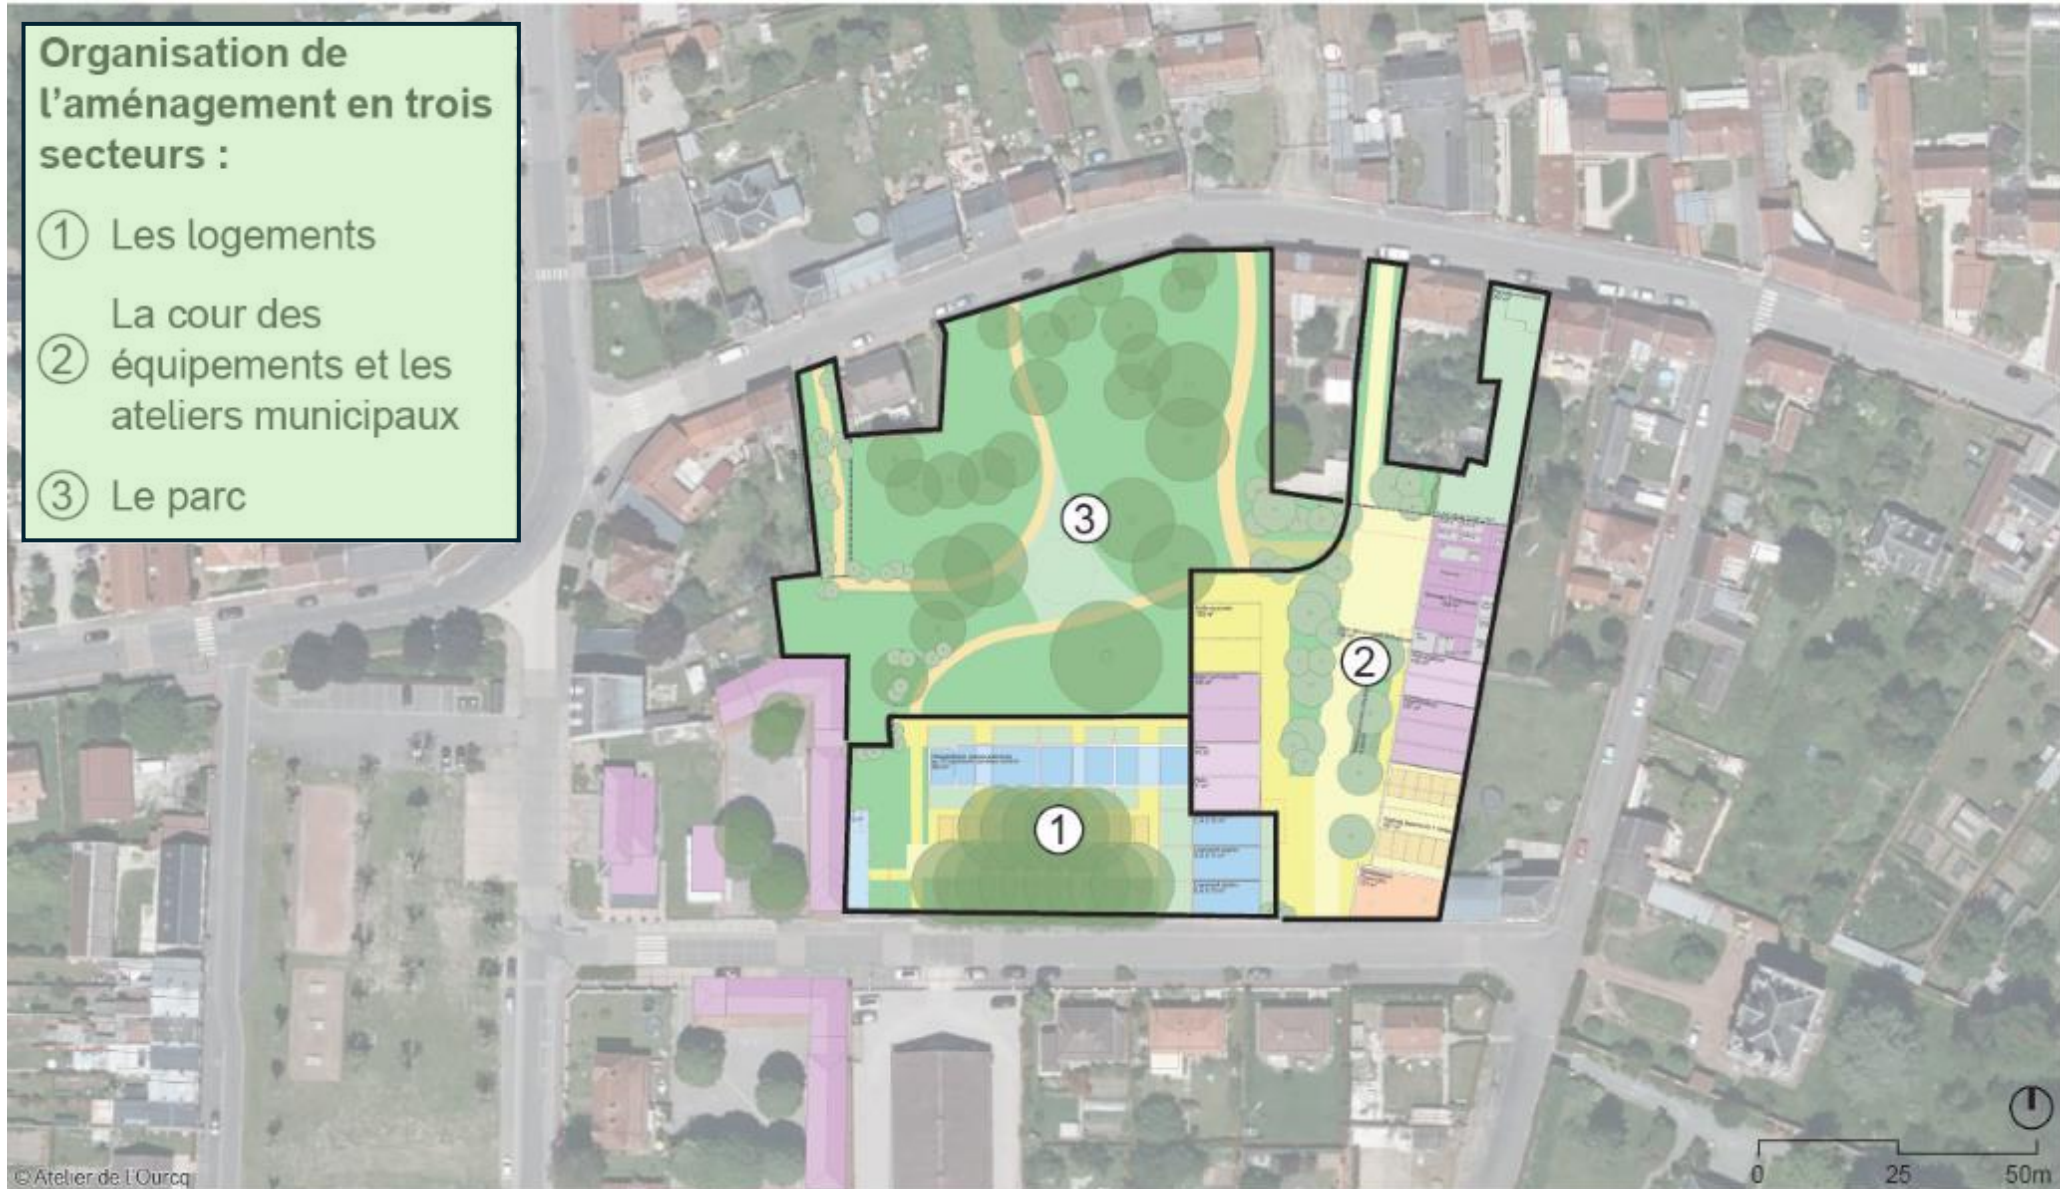 Organisation de
l'aménagement en trois
secteurs :
① Les logements
② La cour des
équipements et les
ateliers municipaux
③ Le parc
③
②
①
0 25 50m
© Atelier de l'Ourcq